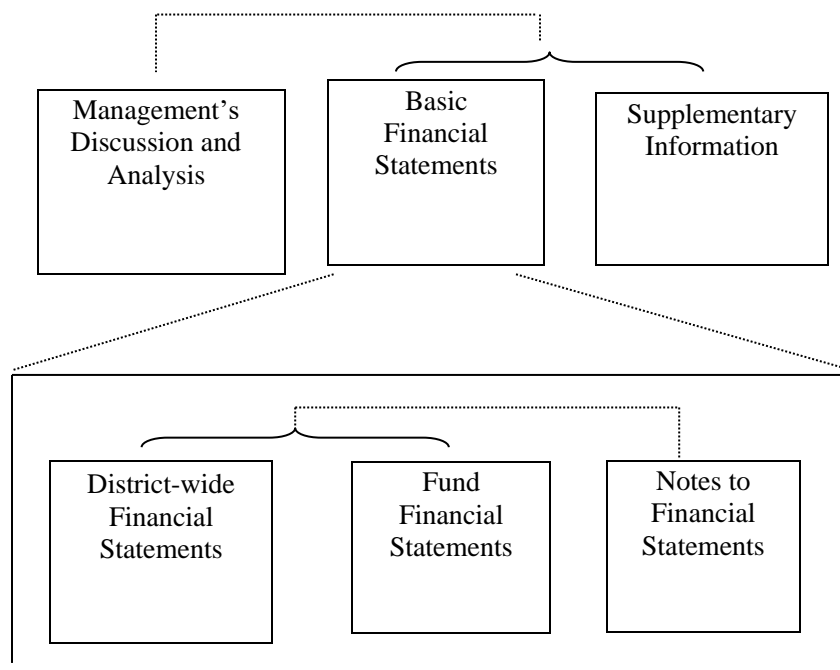 Management’s
Discussion and
Analysis
Basic
Financial
Statements
Supplementary
Information
District-wide
Financial
Statements
Fund
Financial
Statements
Notes to
Financial
Statements